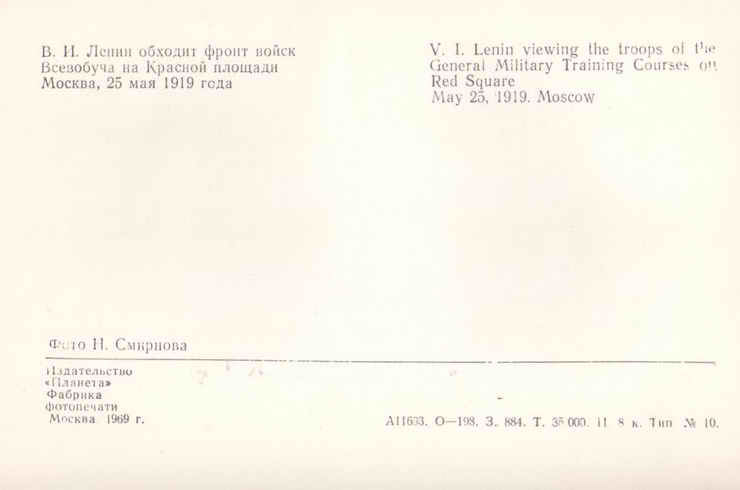 В. И. Ленин обходит фронт войск
Всевобуча на Красной площади
Москва, 25 мая 1919 года
V. I. Lenin viewing the troops of the
General Military Training Courses on
Red Square
May 25, 1919. Moscow
Фото Н. Смирнова
Издательство
«Планета»
Фабрика
фотопечати
Москва 1969 г.
О—198. З. 884. Т. 35 000. Ц 8 к. Тип № 10.